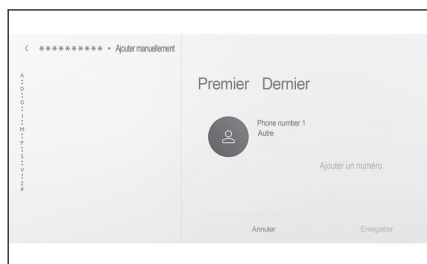 < ********** • Ajouter manuellement
A
D
G
J
M
P
S
V
Z
#
Premier Dernier
Phone number 1
Autre
Ajouter un numéro
Annuler
Enregistrer